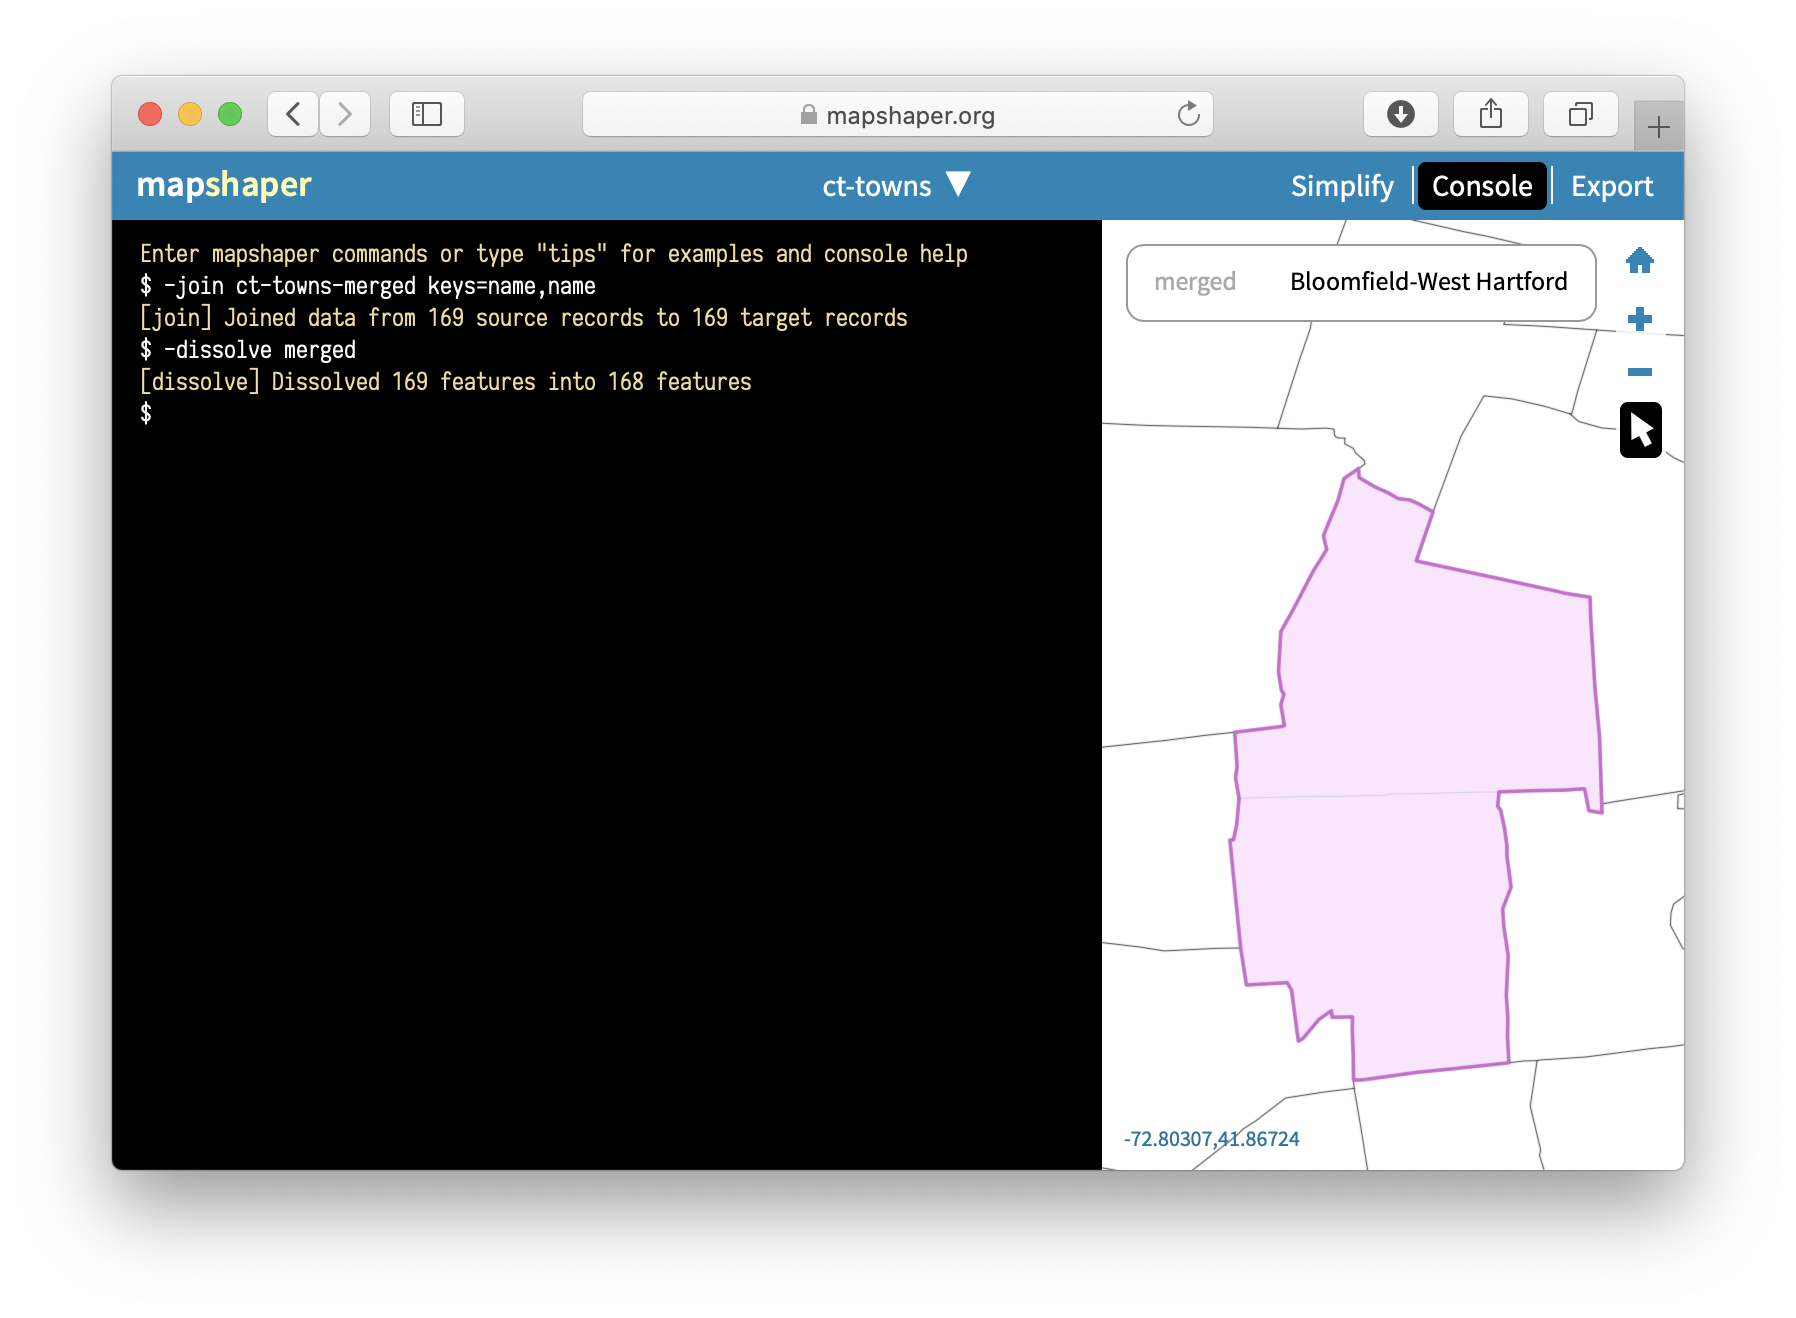 mapshaper.org
mapshaper
ct-towns ▼
Simplify
Console
Export
Enter mapshaper commands or type "tips" for examples and console help
$ -join ct-towns-merged keys=name,name
[join] Joined data from 169 source records to 169 target records
$ -dissolve merged
[dissolve] Dissolved 169 features into 168 features
$
merged Bloomfield-West Hartford
-72.80307,41.86724